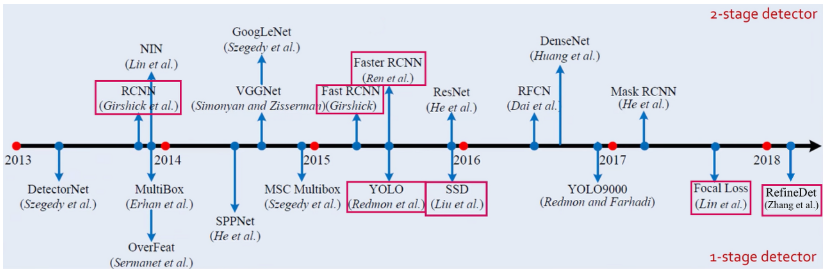 2-stage detector
GoogLeNet
(Szegedy et al.)
DenseNet
(Huang et al.)
NIN
(Lin et al.)
Faster RCNN
(Ren et al.)
RCNN
(Girshick et al.)
VGGNet
(Simonyan and Zisserman)
Fast RCNN
(Girshick)
ResNet
(He et al.)
RFCN
(Dai et al.)
Mask RCNN
(He et al.)
2013
2014
2015
2016
2017
2018
DetectorNet
(Szegedy et al.)
MultiBox
(Erhan et al.)
MSC Multibox
(Szegedy et al.)
YOLO
(Redmon et al.)
SSD
(Liu et al.)
YOLO9000
(Redmon and Farhadi)
Focal Loss
(Lin et al.)
RefineDet
(Zhang et al.)
SPPNet
(He et al.)
OverFeat
(Sermanet et al.)
1-stage detector